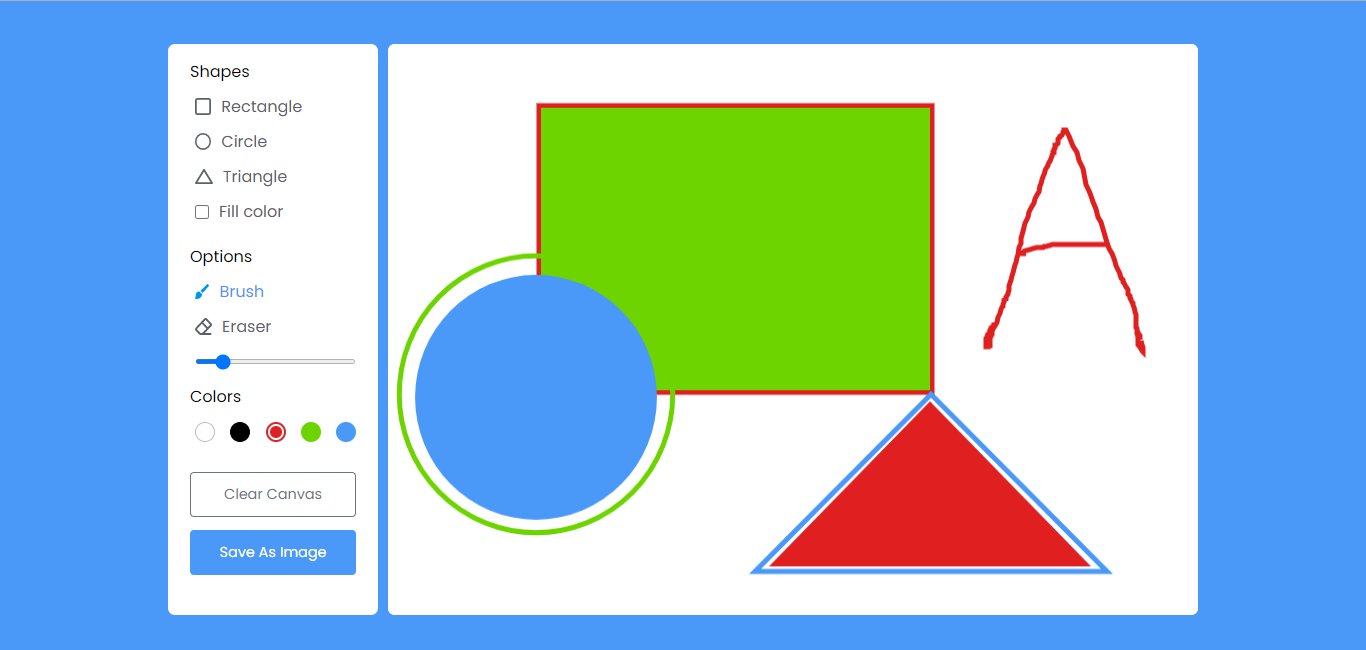 Shapes
Rectangle
Circle
Triangle
Fill color
Options
Brush
Eraser
Colors
Clear Canvas
Save As Image
A